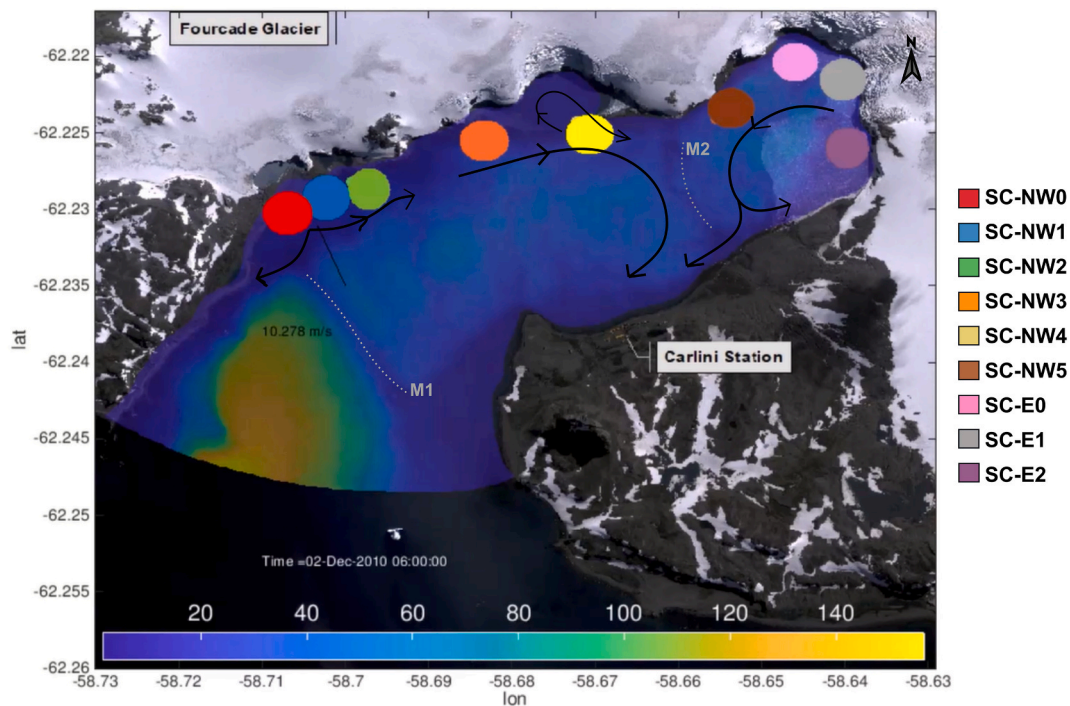 Fourcade Glacier
N
-62.22
-62.225
-62.23
-62.235
-62.24
-62.245
-62.25
-62.255
-62.26
lat
M2
10.278 m/s
M1
Carlini Station
Time =02-Dec-2010 06:00:00
20 40 60 80 100 120 140
-58.73 -58.72 -58.71 -58.7 -58.69 -58.68 -58.67 -58.66 -58.65 -58.64 -58.63
lon
SC-NW0
SC-NW1
SC-NW2
SC-NW3
SC-NW4
SC-NW5
SC-E0
SC-E1
SC-E2